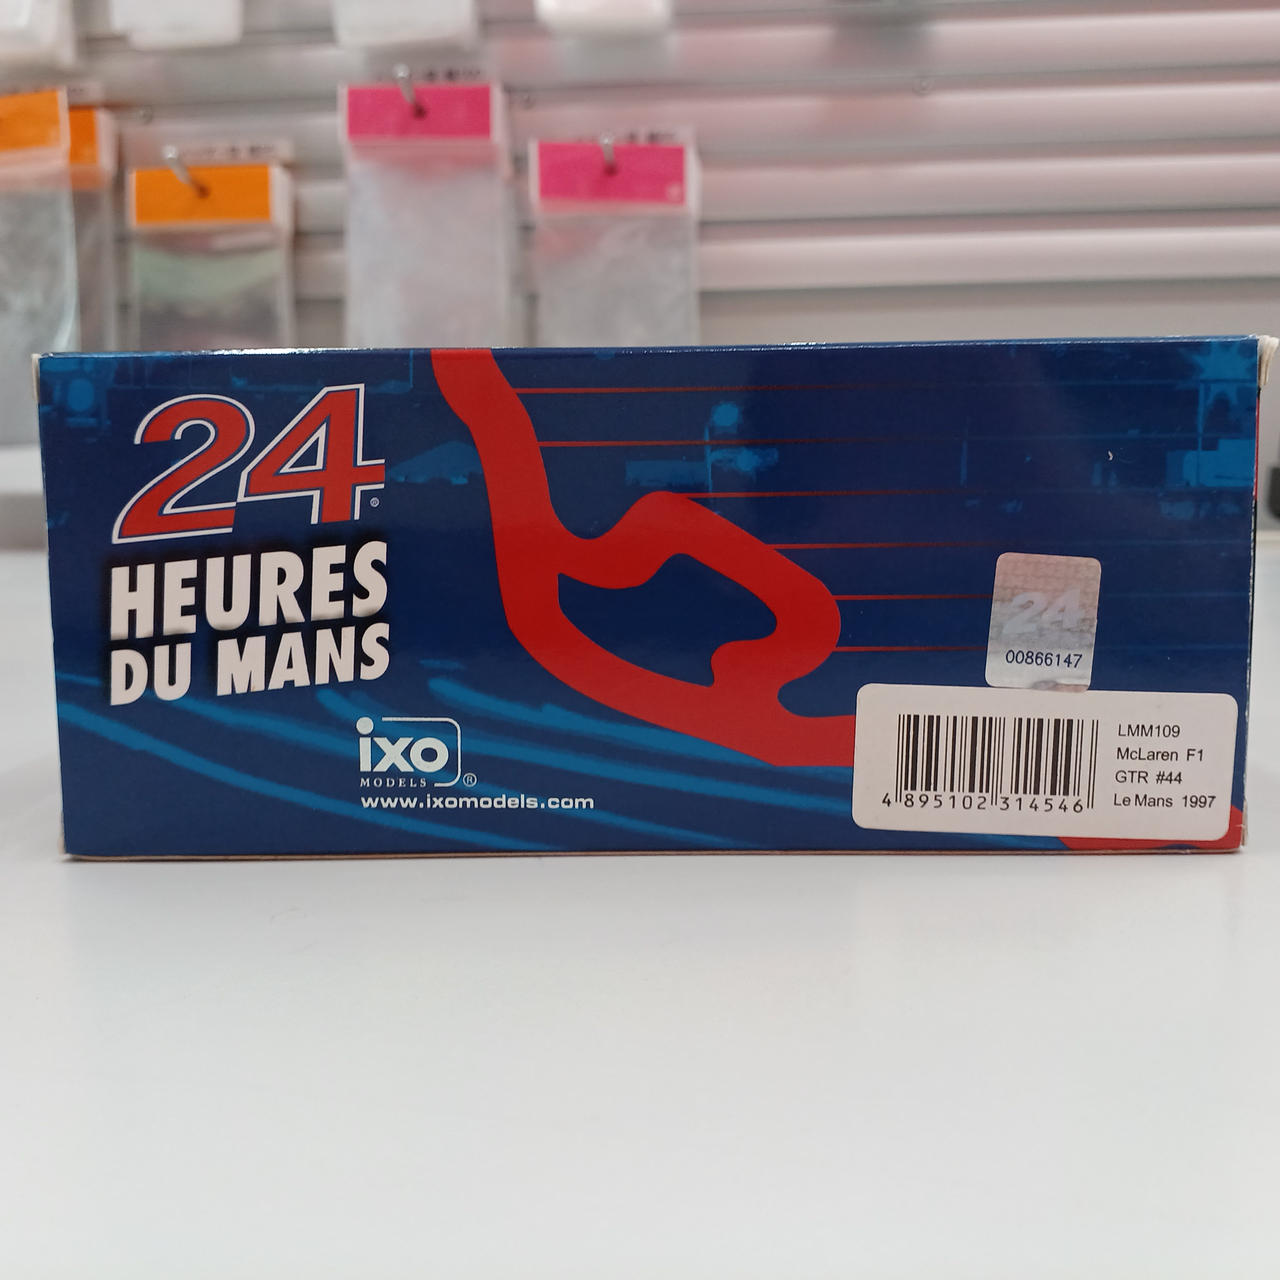 24®
HEURES
DU MANS
ixo
MODELS ®
www.ixomodels.com
24
00866147
4 895102 314546
LMM109
McLaren F1
GTR #44
Le Mans 1997